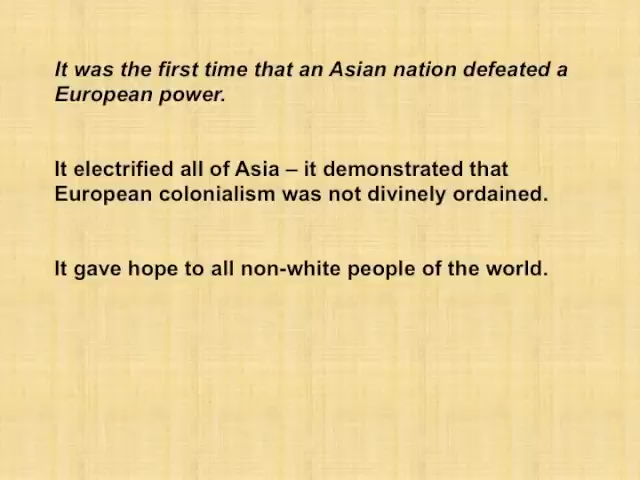 It was the first time that an Asian nation defeated a
European power.
It electrified all of Asia – it demonstrated that
European colonialism was not divinely ordained.
It gave hope to all non-white people of the world.